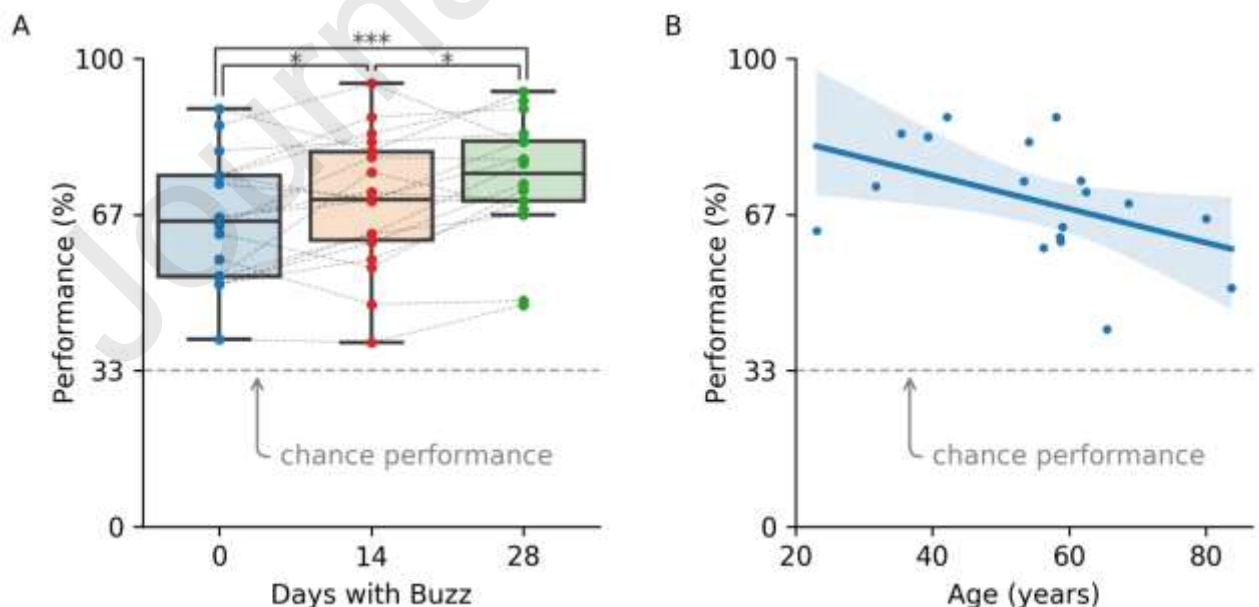 A
B
***
*
*
100
67
33
0
Performance (%)
chance performance
0
14
28
Days with Buzz
100
67
33
0
Performance (%)
chance performance
20
40
60
80
Age (years)
Journa